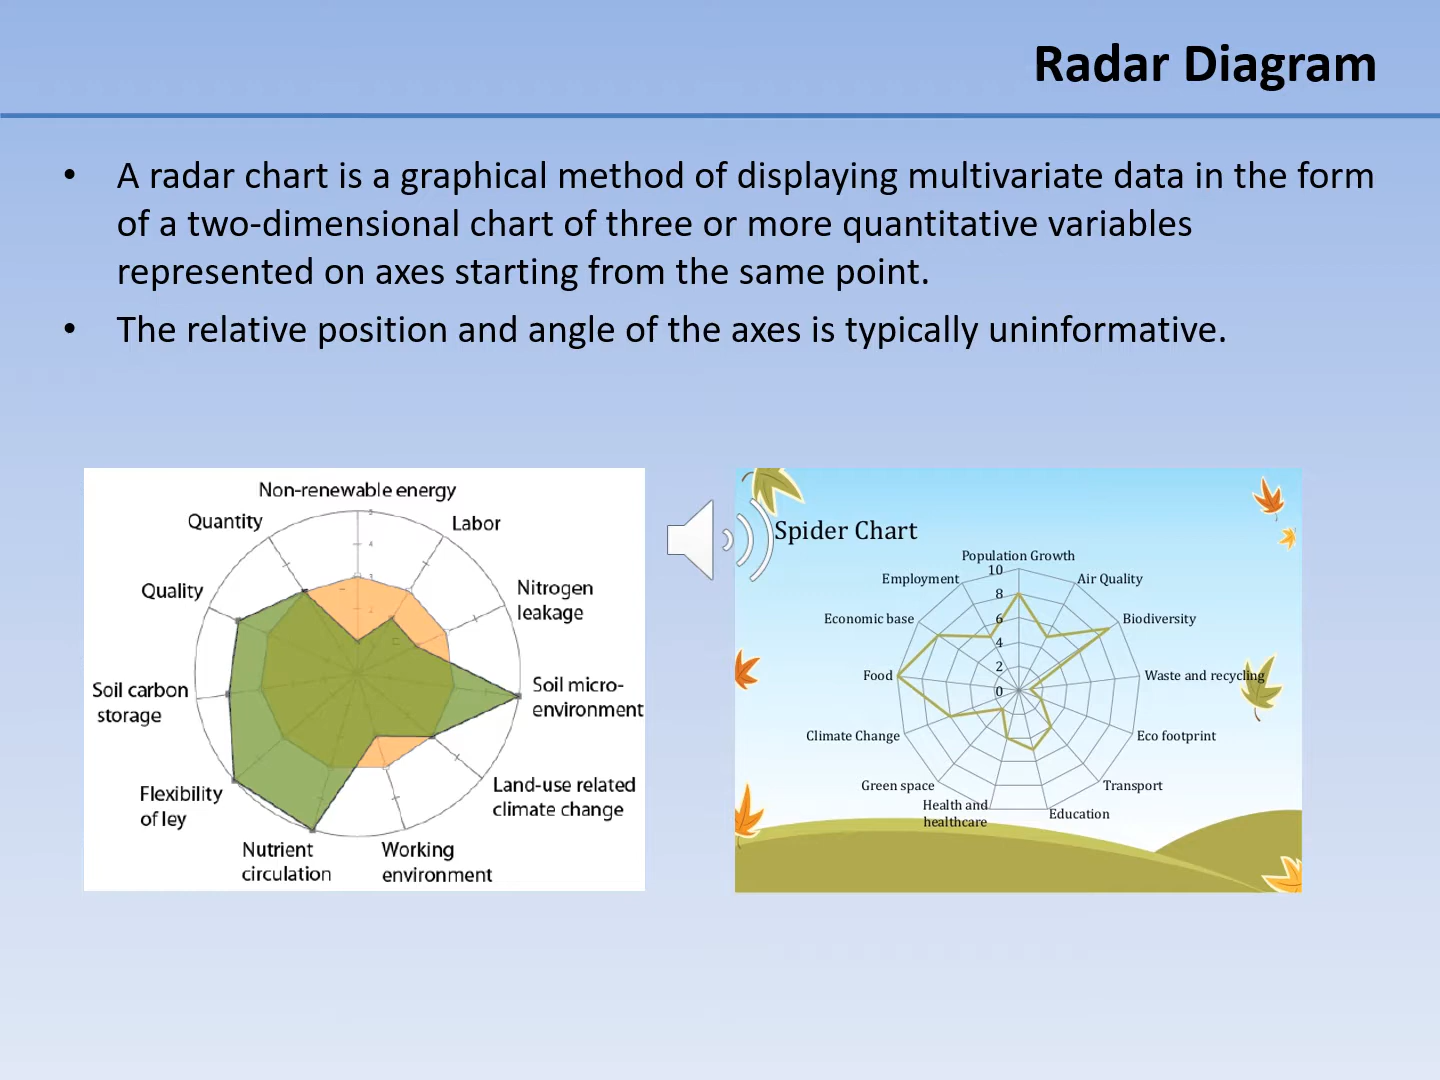 Radar Diagram
• A radar chart is a graphical method of displaying multivariate data in the form
of a two-dimensional chart of three or more quantitative variables
represented on axes starting from the same point.
• The relative position and angle of the axes is typically uninformative.
Non-renewable energy
Quantity
Labor
Quality
Nitrogen
leakage
Soil carbon
storage
Soil micro-
environment
Flexibility
of ley
Land-use related
climate change
Nutrient
circulation
Working
environment
5
4
3
2
Spider Chart
Population Growth
10
Employment
Air Quality
8
Economic base
6
Biodiversity
4
Food
2
Waste and recycling
0
Climate Change
Eco footprint
Green space
Transport
Health and
healthcare
Education